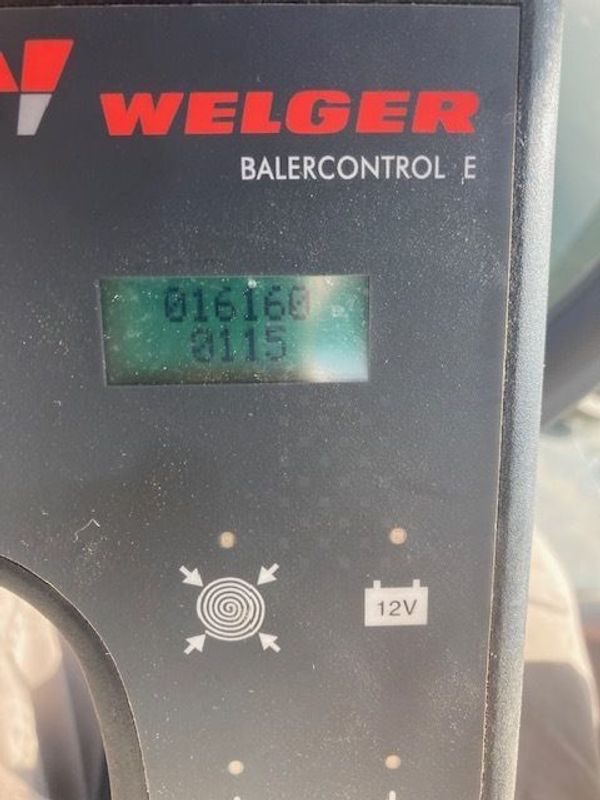 WELGER
BALERCONTROL E
016160
0115
12V